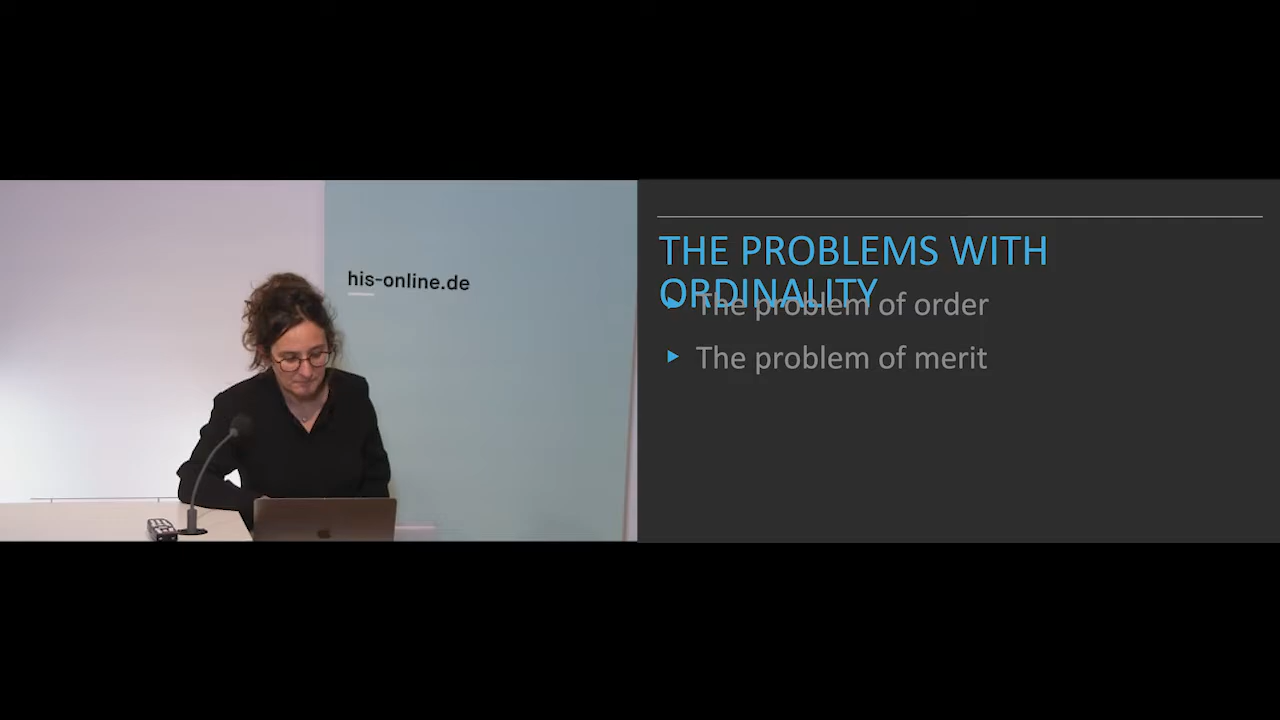 his-online.de
THE PROBLEMS WITH
ORDINALITY
The problem of order
The problem of merit